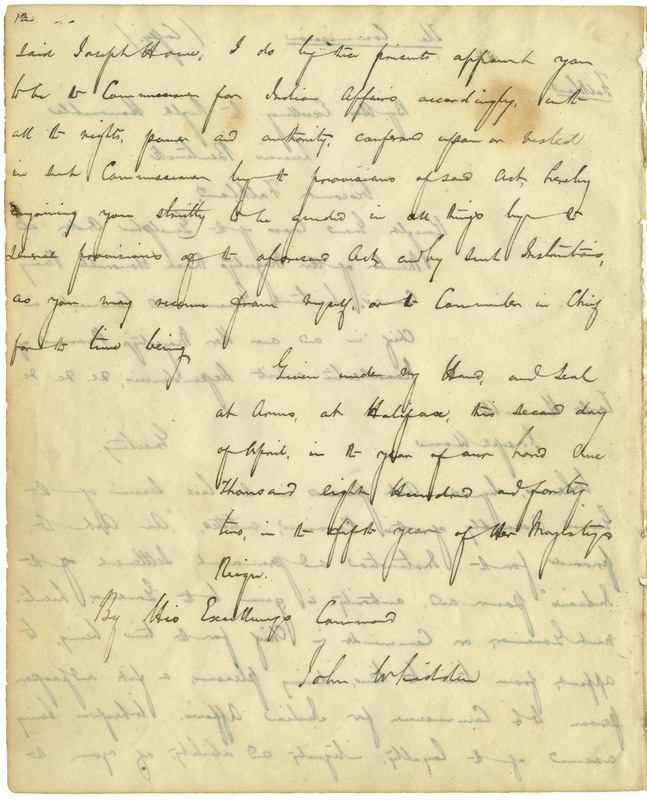 12.
said Joseph Howe, I do by these presents appoint you
to be the Commissioner for Indian Affairs accordingly, with
all the rights, power and authority, conferred upon or vested
in such Commissioner by the provisions of said Act, hereby
enjoining you strictly to be guided in all things by the
several provisions of the aforesaid Act and by such Instructions,
as you may receive from myself, or the Commander in Chief
for the time being.
Given under my Hand, and Seal
at Arms, at Halifax, this second day
of April, in the year of our Lord One
Thousand eight Hundred and forty
two, in the fifth year of Her Majesty's
Reign.
By His Excellency's Command
John Whidden